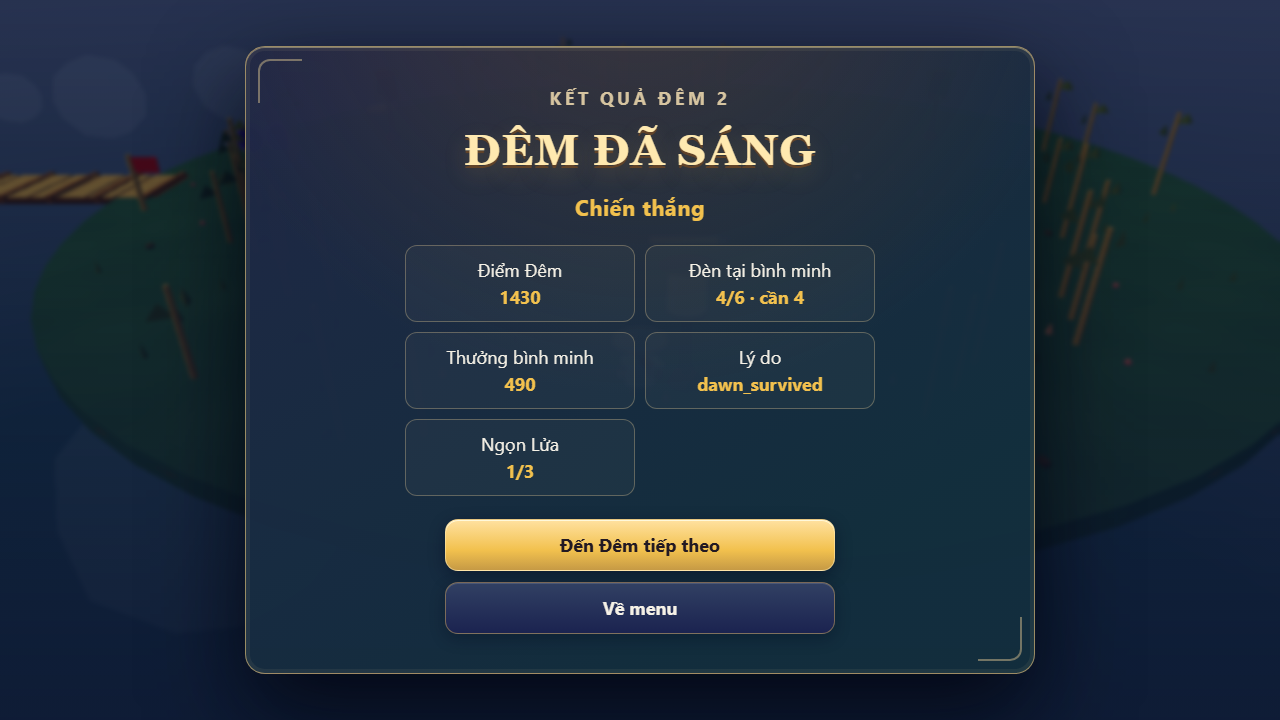 KẾT QUẢ ĐÊM 2
ĐÊM ĐÃ SÁNG
Chiến thắng
Điểm Đêm
1430
Đèn tại bình minh
4/6 · cần 4
Thưởng bình minh
490
Lý do
dawn_survived
Ngọn Lửa
1/3
Đến Đêm tiếp theo
Về menu